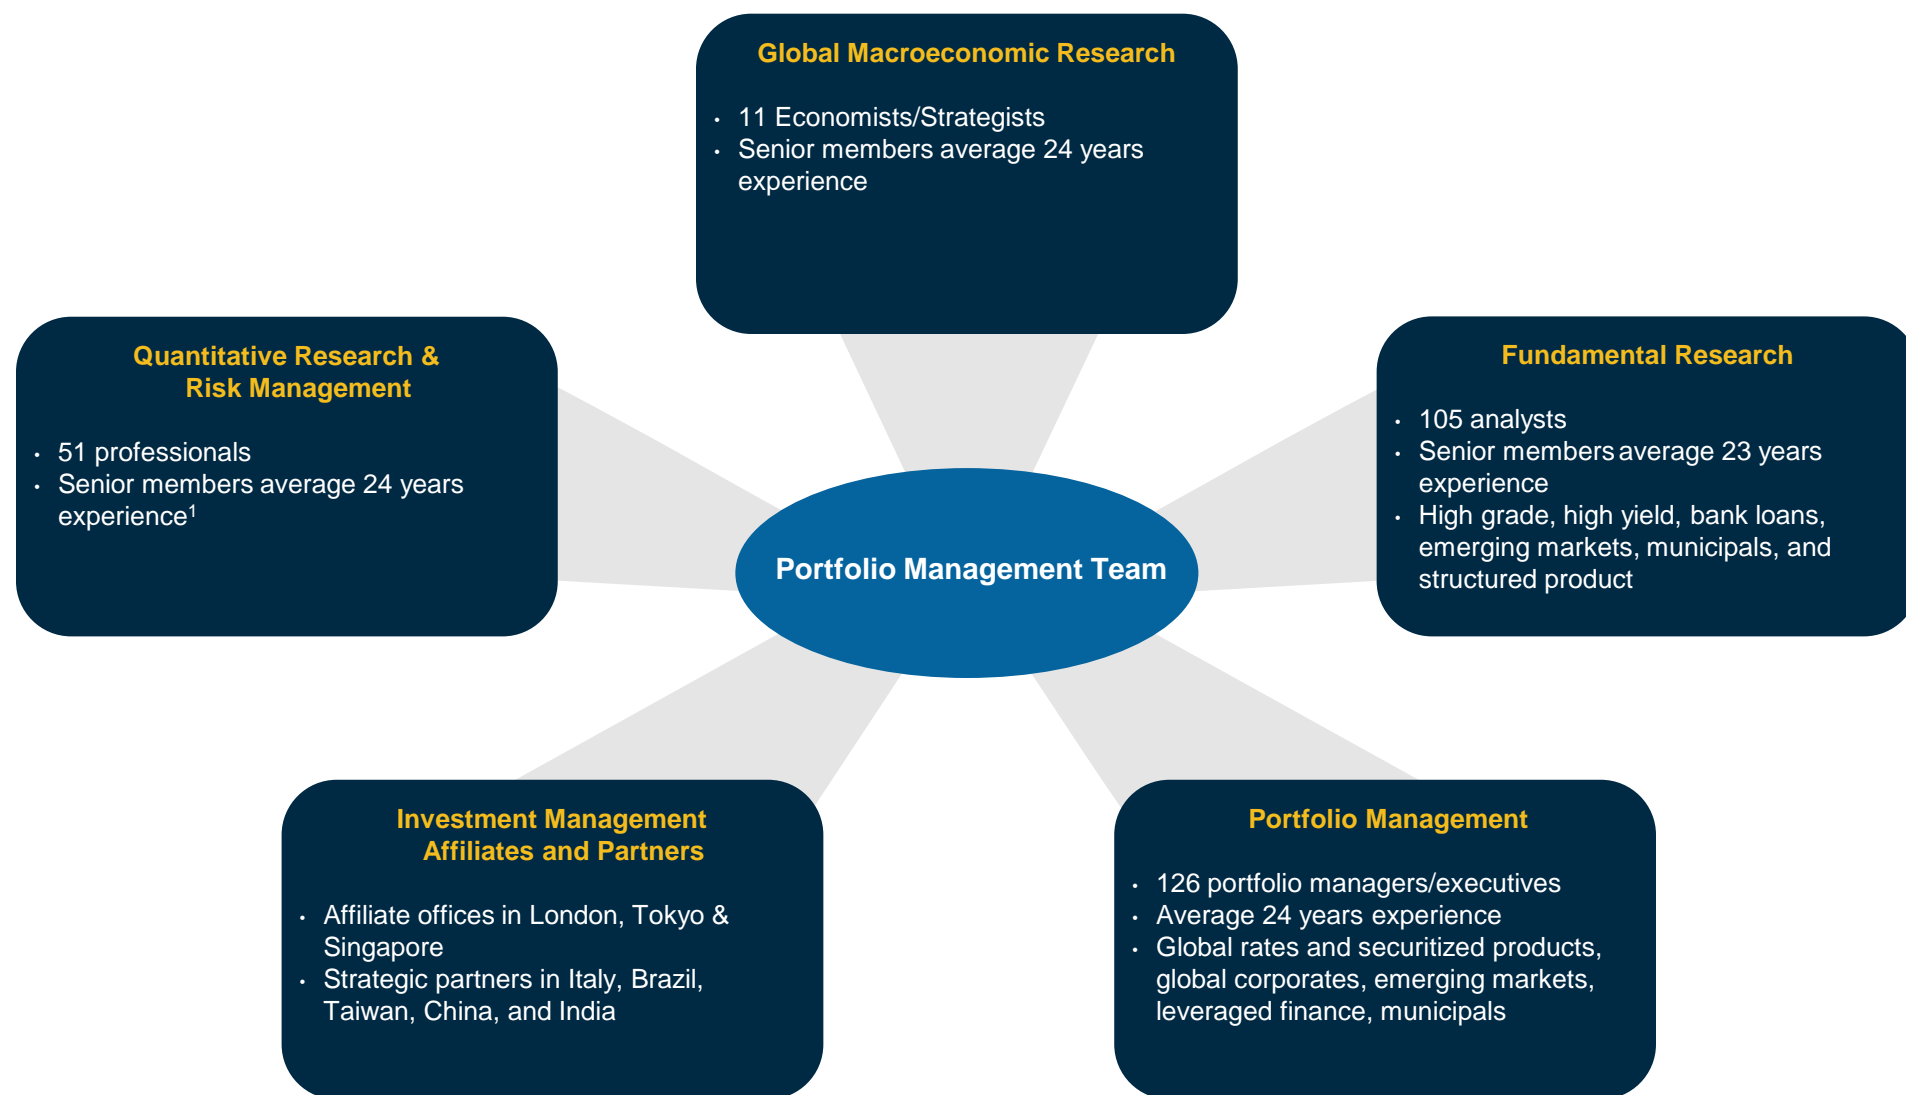 Global Macroeconomic Research
• 11 Economists/Strategists
• Senior members average 24 years
experience
Quantitative Research &
Risk Management
• 51 professionals
• Senior members average 24 years
experience1
Fundamental Research
• 105 analysts
• Senior members average 23 years
experience
• High grade, high yield, bank loans,
emerging markets, municipals, and
structured product
Portfolio Management Team
Investment Management
Affiliates and Partners
• Affiliate offices in London, Tokyo &
Singapore
• Strategic partners in Italy, Brazil,
Taiwan, China, and India
Portfolio Management
• 126 portfolio managers/executives
• Average 24 years experience
• Global rates and securitized products,
global corporates, emerging markets,
leveraged finance, municipals